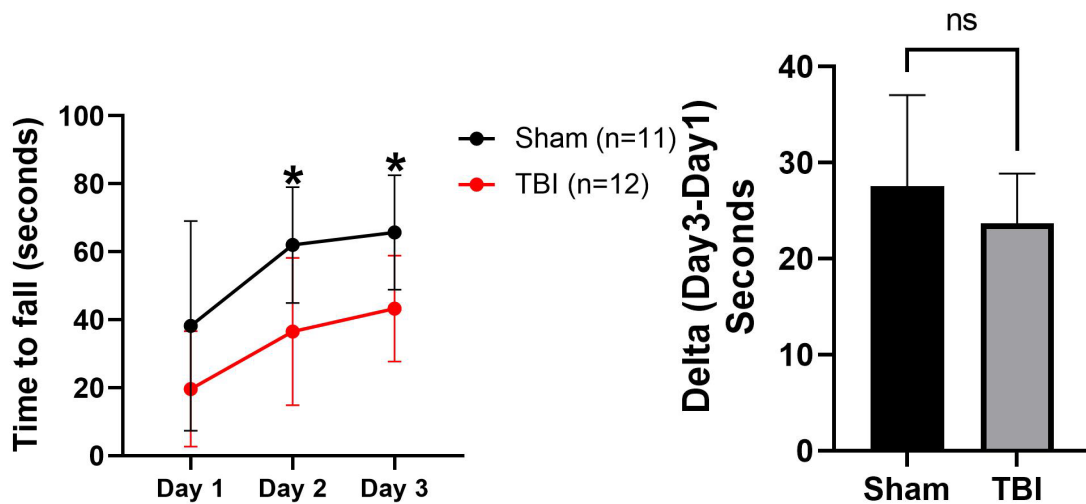 Time to fall (seconds)
100
80
60
40
20
0
*
*
Day 1
Day 2
Day 3
Sham (n=11)
TBI (n=12)
Delta (Day3-Day1)
Seconds
40
30
20
10
0
ns
Sham
TBI